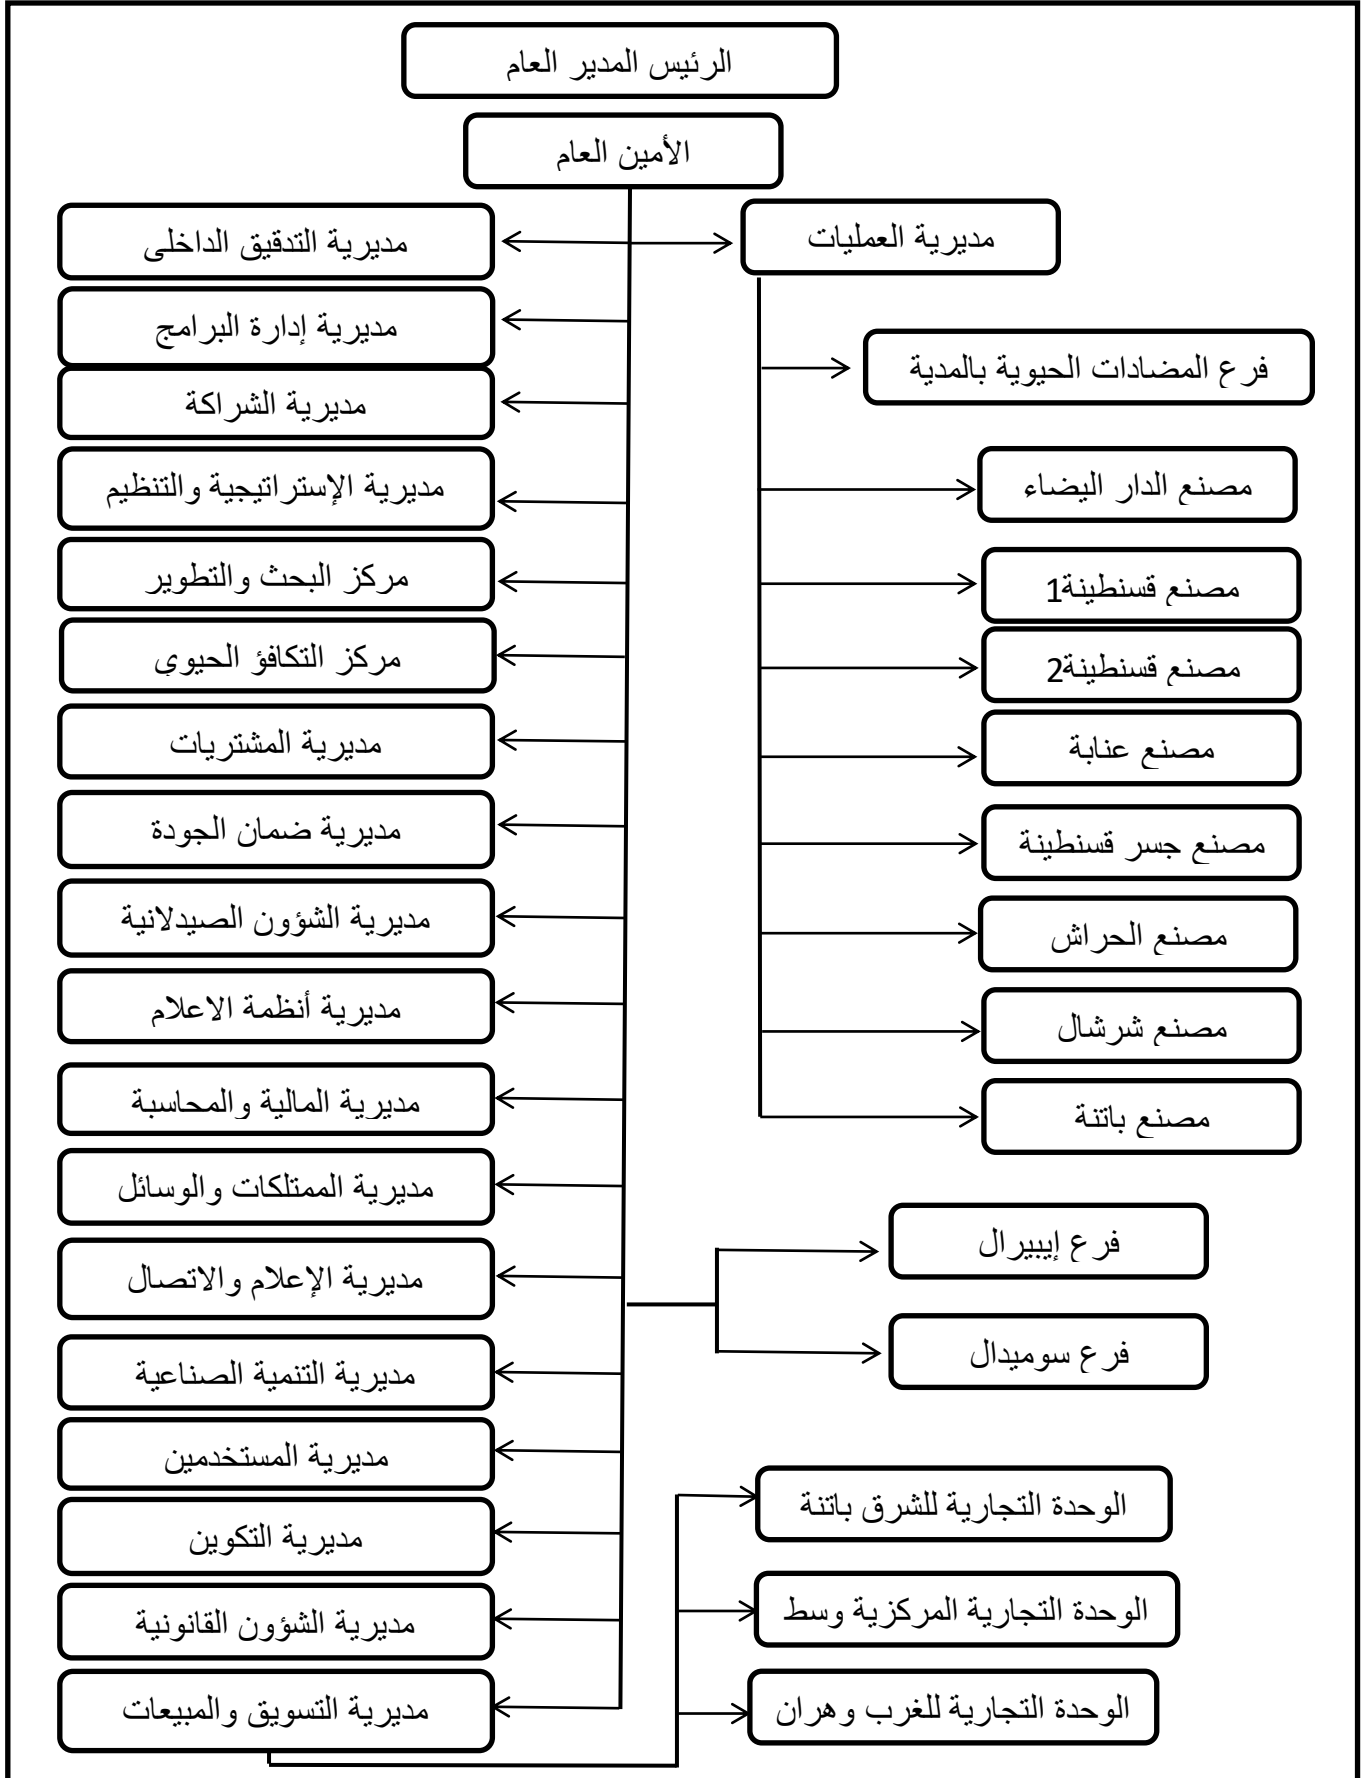 الرئيس المدير العام
الأمين العام
مديرية العمليات
فرع المضادات الحيوية بالمدية
مصنع الدار اليضاء
مصنع قسنطينة1
مصنع قسنطينة2
مصنع عنابة
مصنع جسر قسنطينة
مصنع الحراش
مصنع شرشال
مصنع باتنة
فرع إيبيرال
فرع سوميدال
الوحدة التجارية للشرق باتنة
الوحدة التجارية المركزية وسط
الوحدة التجارية للغرب وهران
مديرية التدقيق الداخلي
مديرية إدارة البرامج
مديرية الشراكة
مديرية الإستراتيجية والتنظيم
مركز البحث والتطوير
مركز التكافؤ الحيوي
مديرية المشتريات
مديرية ضمان الجودة
مديرية الشؤون الصيدلانية
مديرية أنظمة الاعلام
مديرية المالية والمحاسبة
مديرية الممتلكات والوسائل
مديرية الإعلام والاتصال
مديرية التنمية الصناعية
مديرية المستخدمين
مديرية التكوين
مديرية الشؤون القانونية
مديرية التسويق والمبيعات